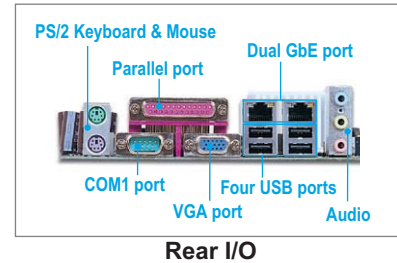 PS/2 Keyboard & Mouse
Dual GbE port
Parallel port
COM1 port
Four USB ports
VGA port
Audio
Rear I/O